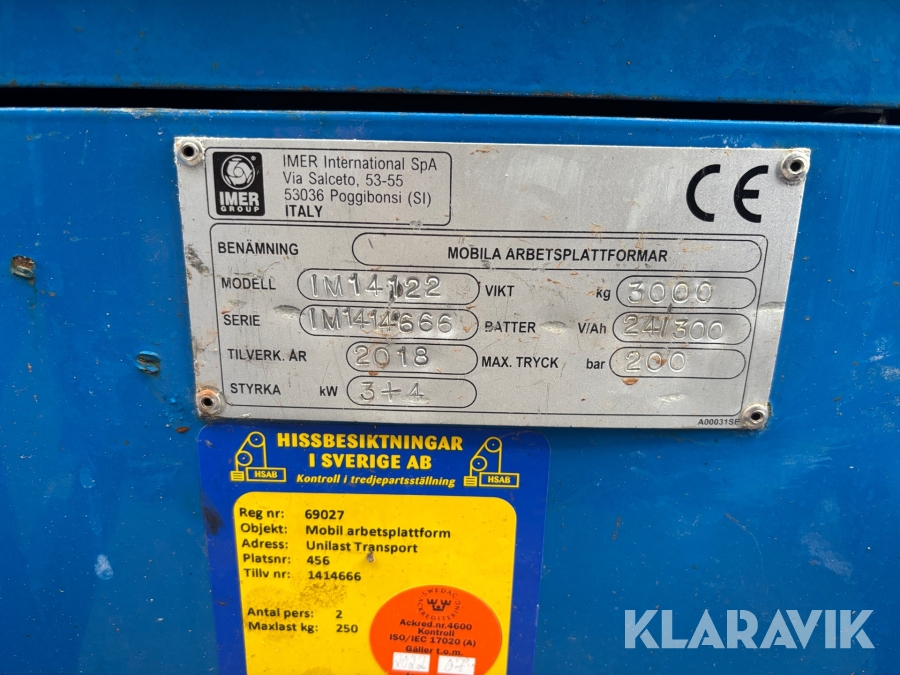 IMER
GROUP
IMER International SpA
Via Salceto, 53-55
53036 Poggibonsi (SI)
ITALY
CE
BENÄMNING MOBILA ARBETSPLATTFORMAR
MODELL IM14122 VIKT kg 3000
SERIE IM1414666 BATTER V/Ah 24/300
TILVERK. ÅR 2018 MAX. TRYCK bar 200
STYRKA kW 3+4
A00031SE
HISSBESIKTNINGAR
I SVERIGE AB
Kontroll i tredjepartsställning
HSAB HSAB
Reg nr: 69027
Objekt: Mobil arbetsplattform
Adress: Unilast Transport
Platsnr: 456
Tillv nr: 1414666
Antal pers: 2
Maxlast kg: 250
SWEDAC
ACKREDITERING
Ackred.nr.4600
Kontroll
ISO/IEC 17020 (A)
Gäller t.o.m.
KLARAVIK